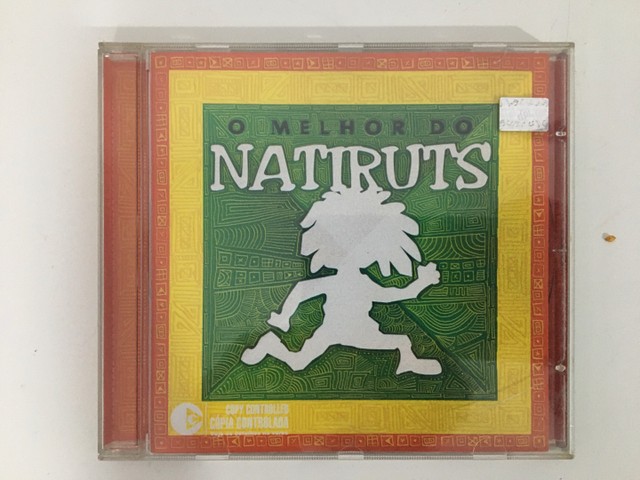 O MELHOR DO
NATIRUTS
COPY CONTROLLED
CÓPIA CONTROLADA